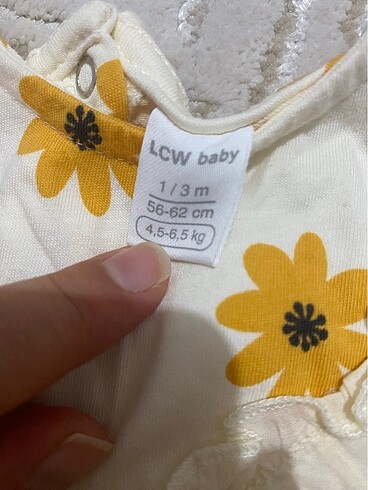 LCW baby
1 / 3 m
56-62 cm
4,5-6,5 kg